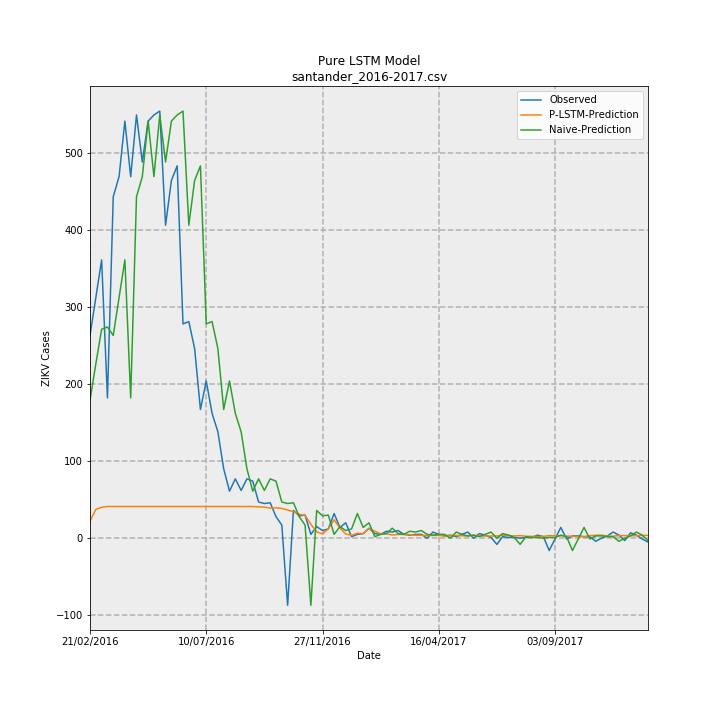 Pure LSTM Model
santander_2016-2017.csv
Observed
P-LSTM-Prediction
Naive-Prediction
ZIKV Cases
500
400
300
200
100
0
−100
21/02/2016
10/07/2016
27/11/2016
16/04/2017
03/09/2017
Date